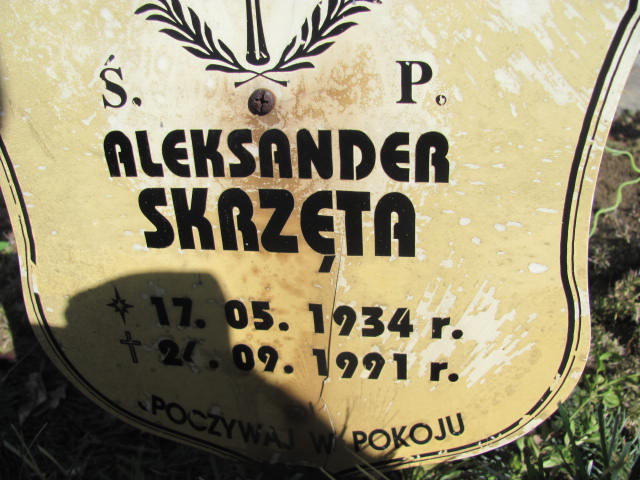 Ś. P.
ALEKSANDER
SKRZĘTA
17. 05. 1934 r.
09. 1991 r.
SPOCZYWAJ W POKOJU